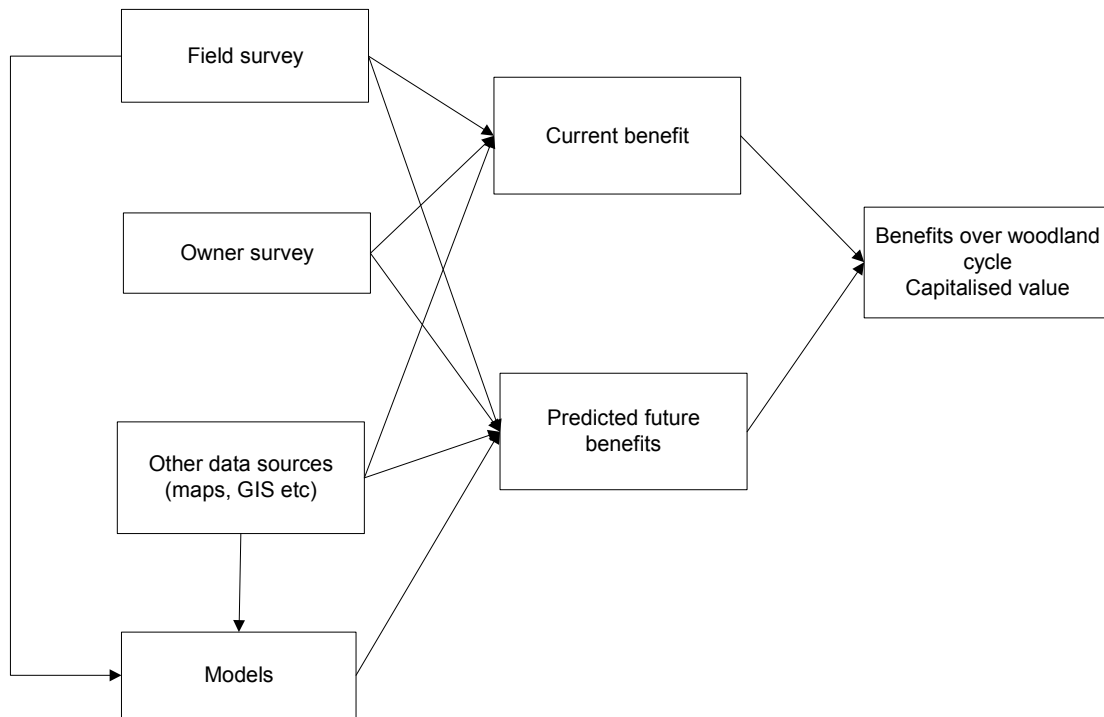 Field survey
Current benefit
Owner survey
Benefits over woodland
cycle
Capitalised value
Predicted future
benefits
Other data sources
(maps, GIS etc)
Models